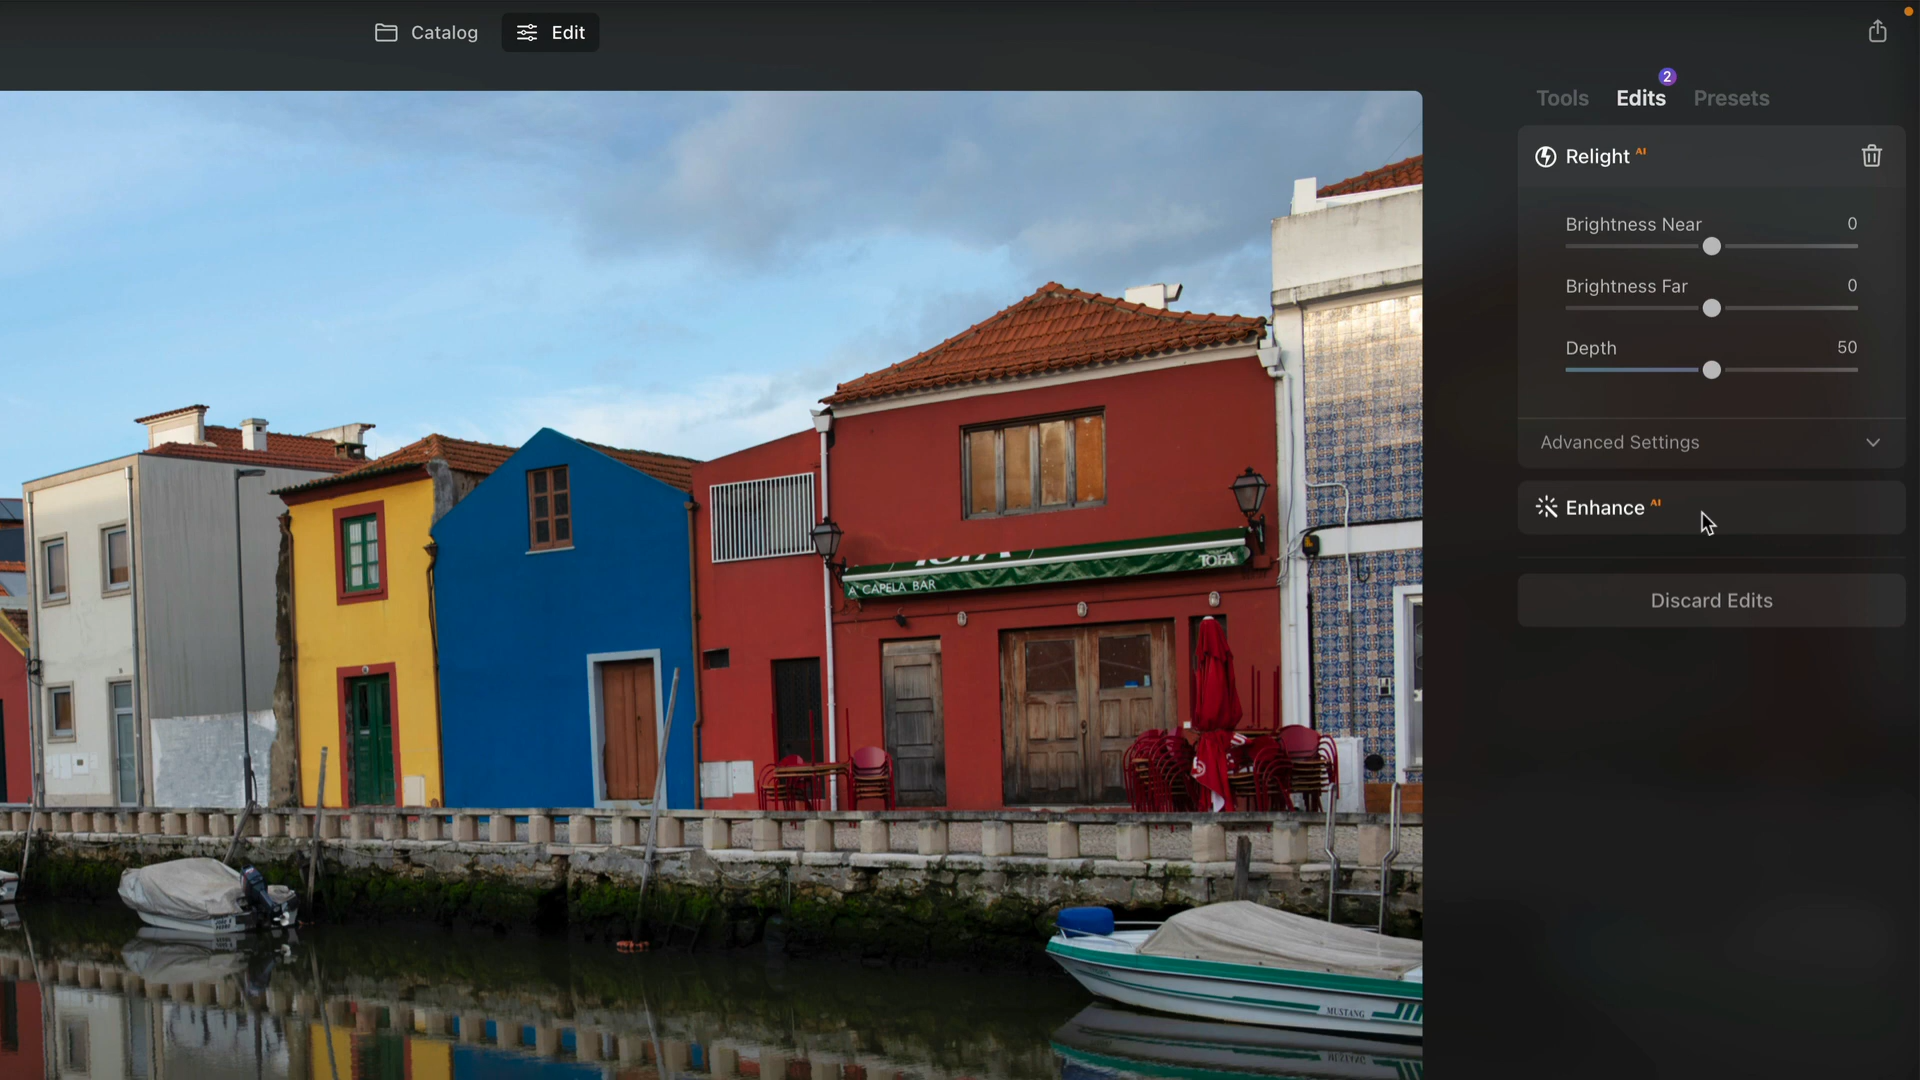 Catalog
Edit
2
Tools
Edits
Presets
Relight AI
Brightness Near
0
Brightness Far
0
Depth
50
Advanced Settings
Enhance AI
Discard Edits
TOFA
TOFA
A CAPELA BAR
MUSTANG